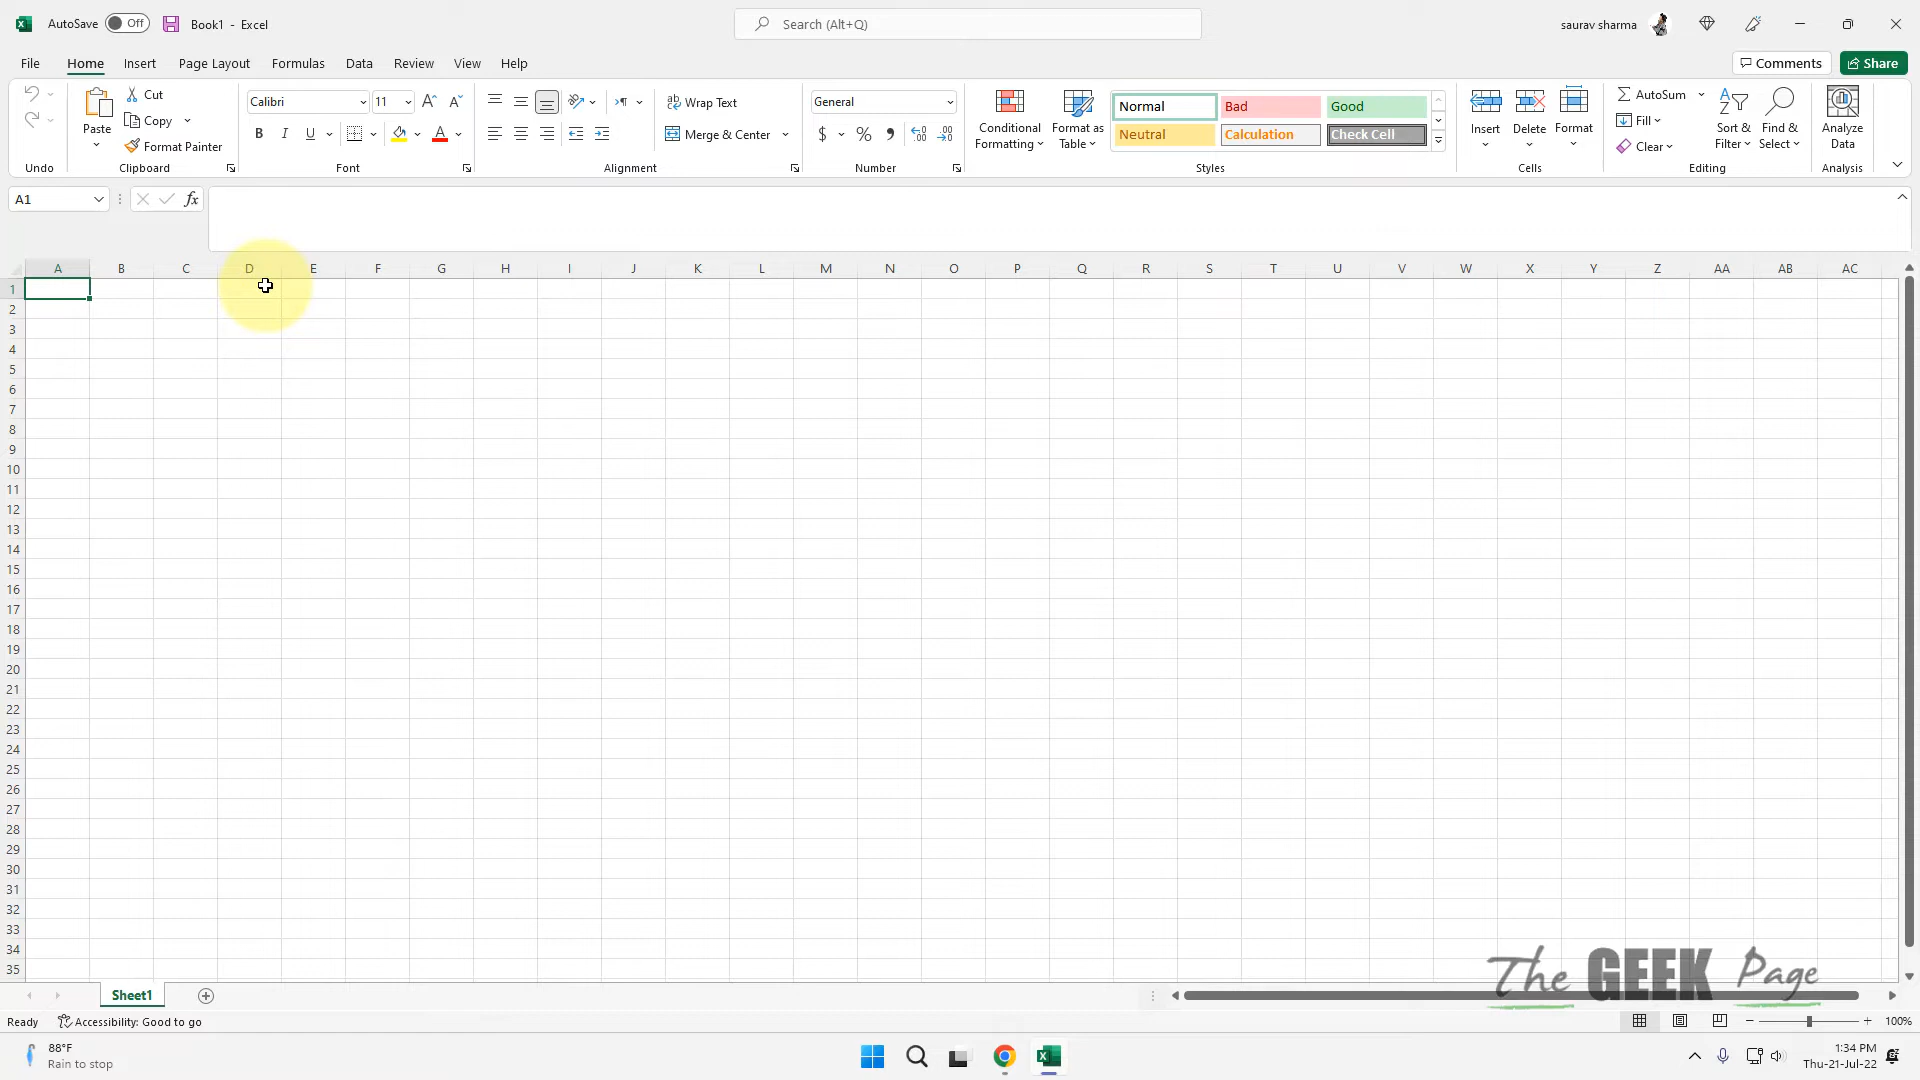 AutoSave Off Book1 - Excel Search (Alt+Q) saurav sharma
File Home Insert Page Layout Formulas Data Review View Help Comments Share
Cut Calibri 11 Wrap Text General Normal Bad Good AutoSum
Copy Paste Conditional Formatting Format as Table Insert Delete Format Fill Sort & Filter Find & Select Analyze Data
B I U Merge & Center $ % Neutral Calculation Check Cell
Format Painter Clear
Undo Clipboard Font Alignment Number Styles Cells Editing Analysis
A1 fx
A B C D E F G H I J K L M N O P Q R S T U V W X Y Z AA AB AC
1
2
3
4
5
6
7
8
9
10
11
12
13
14
15
16
17
18
19
20
21
22
23
24
25
26
27
28
29
30
31
32
33
34
35
The GEEK Page
Sheet1
Ready Accessibility: Good to go 100%
88°F 1:34 PM
Rain to stop Thu-21-Jul-22